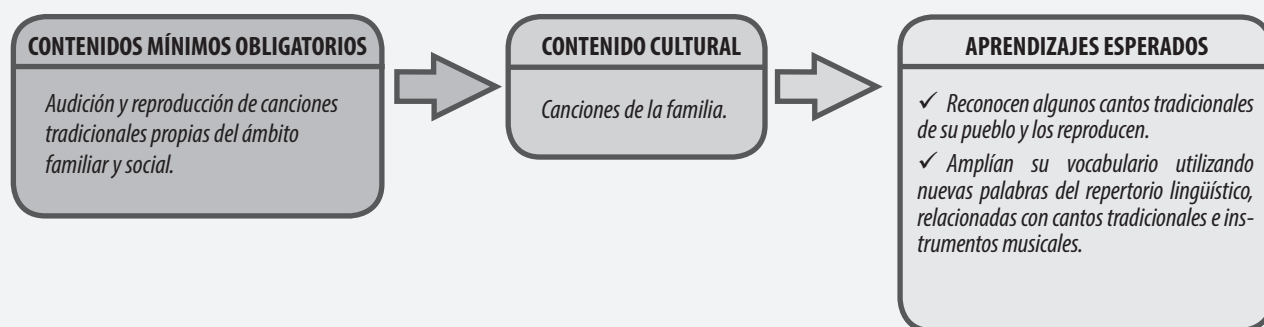 CONTENIDOS MÍNIMOS OBLIGATORIOS
Audición y reproducción de canciones
tradicionales propias del ámbito
familiar y social.
CONTENIDO CULTURAL
Canciones de la familia.
APRENDIZAJES ESPERADOS
✓ Reconocen algunos cantos tradicionales
de su pueblo y los reproducen.
✓ Amplían su vocabulario utilizando
nuevas palabras del repertorio lingüístico,
relacionadas con cantos tradicionales e ins-
trumentos musicales.